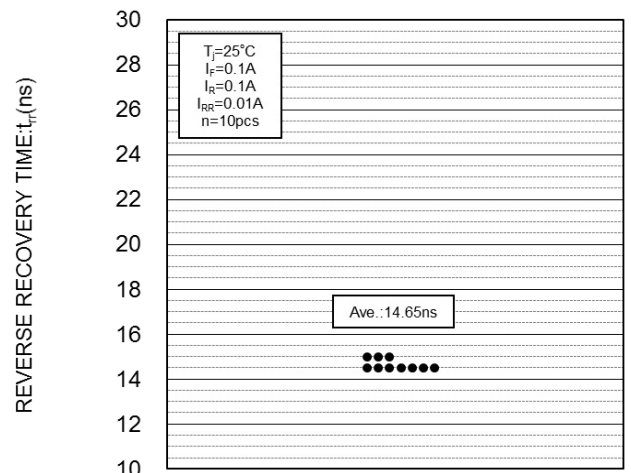 REVERSE RECOVERY TIME:trr(ns)
30
28
26
24
22
20
18
16
14
12
10
Tj=25°C
IF=0.1A
IR=0.1A
IRR=0.01A
n=10pcs
Ave.:14.65ns